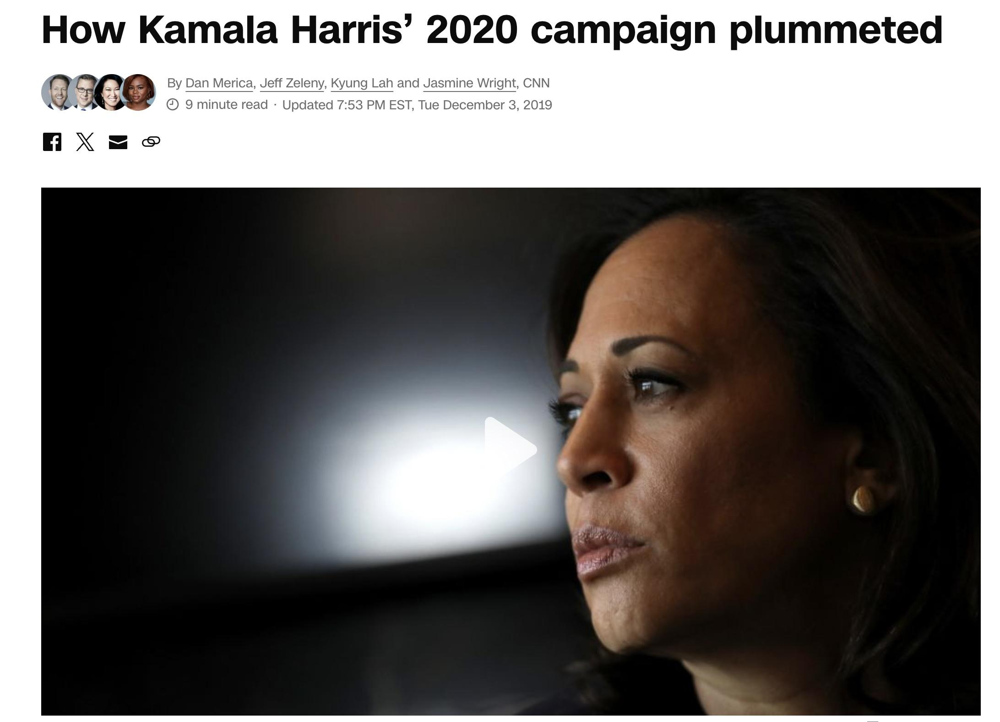 How Kamala Harris’ 2020 campaign plummeted
By Dan Merica, Jeff Zeleny, Kyung Lah and Jasmine Wright, CNN
9 minute read · Updated 7:53 PM EST, Tue December 3, 2019